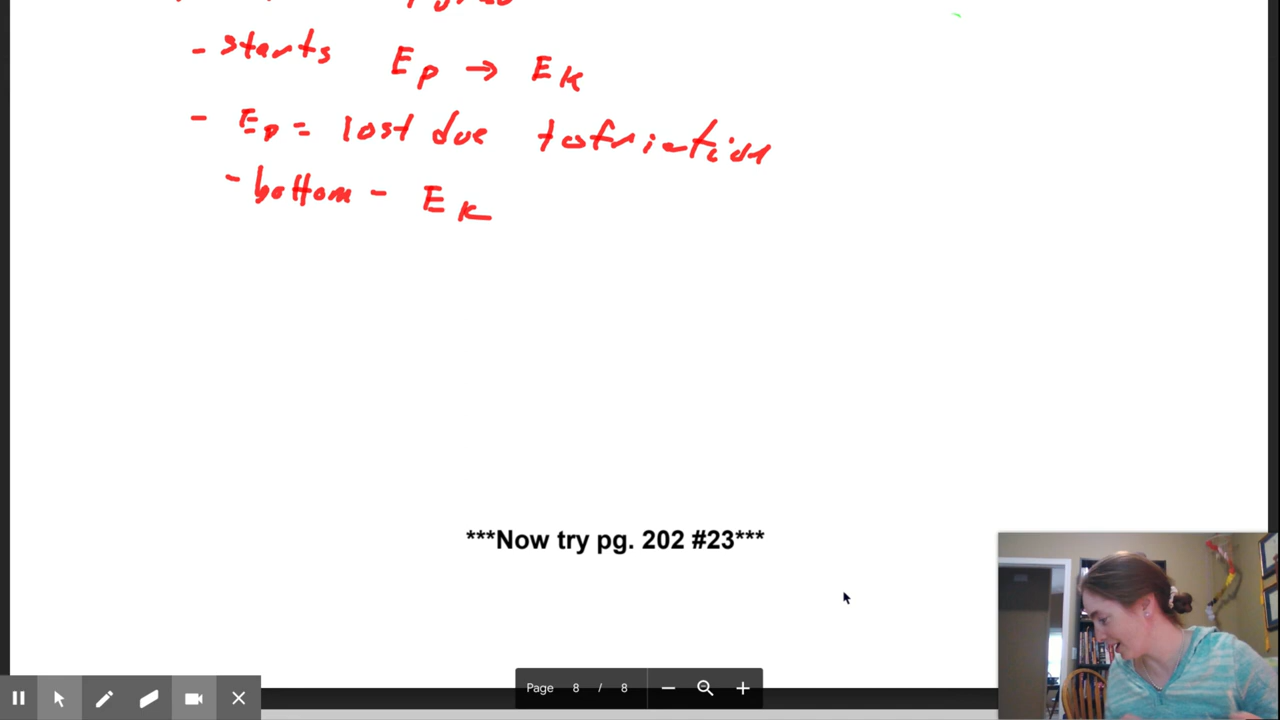 - starts Ep → Ek
- Ep = lost due to friction
- bottom - Ek
***Now try pg. 202 #23***
Page 8 / 8